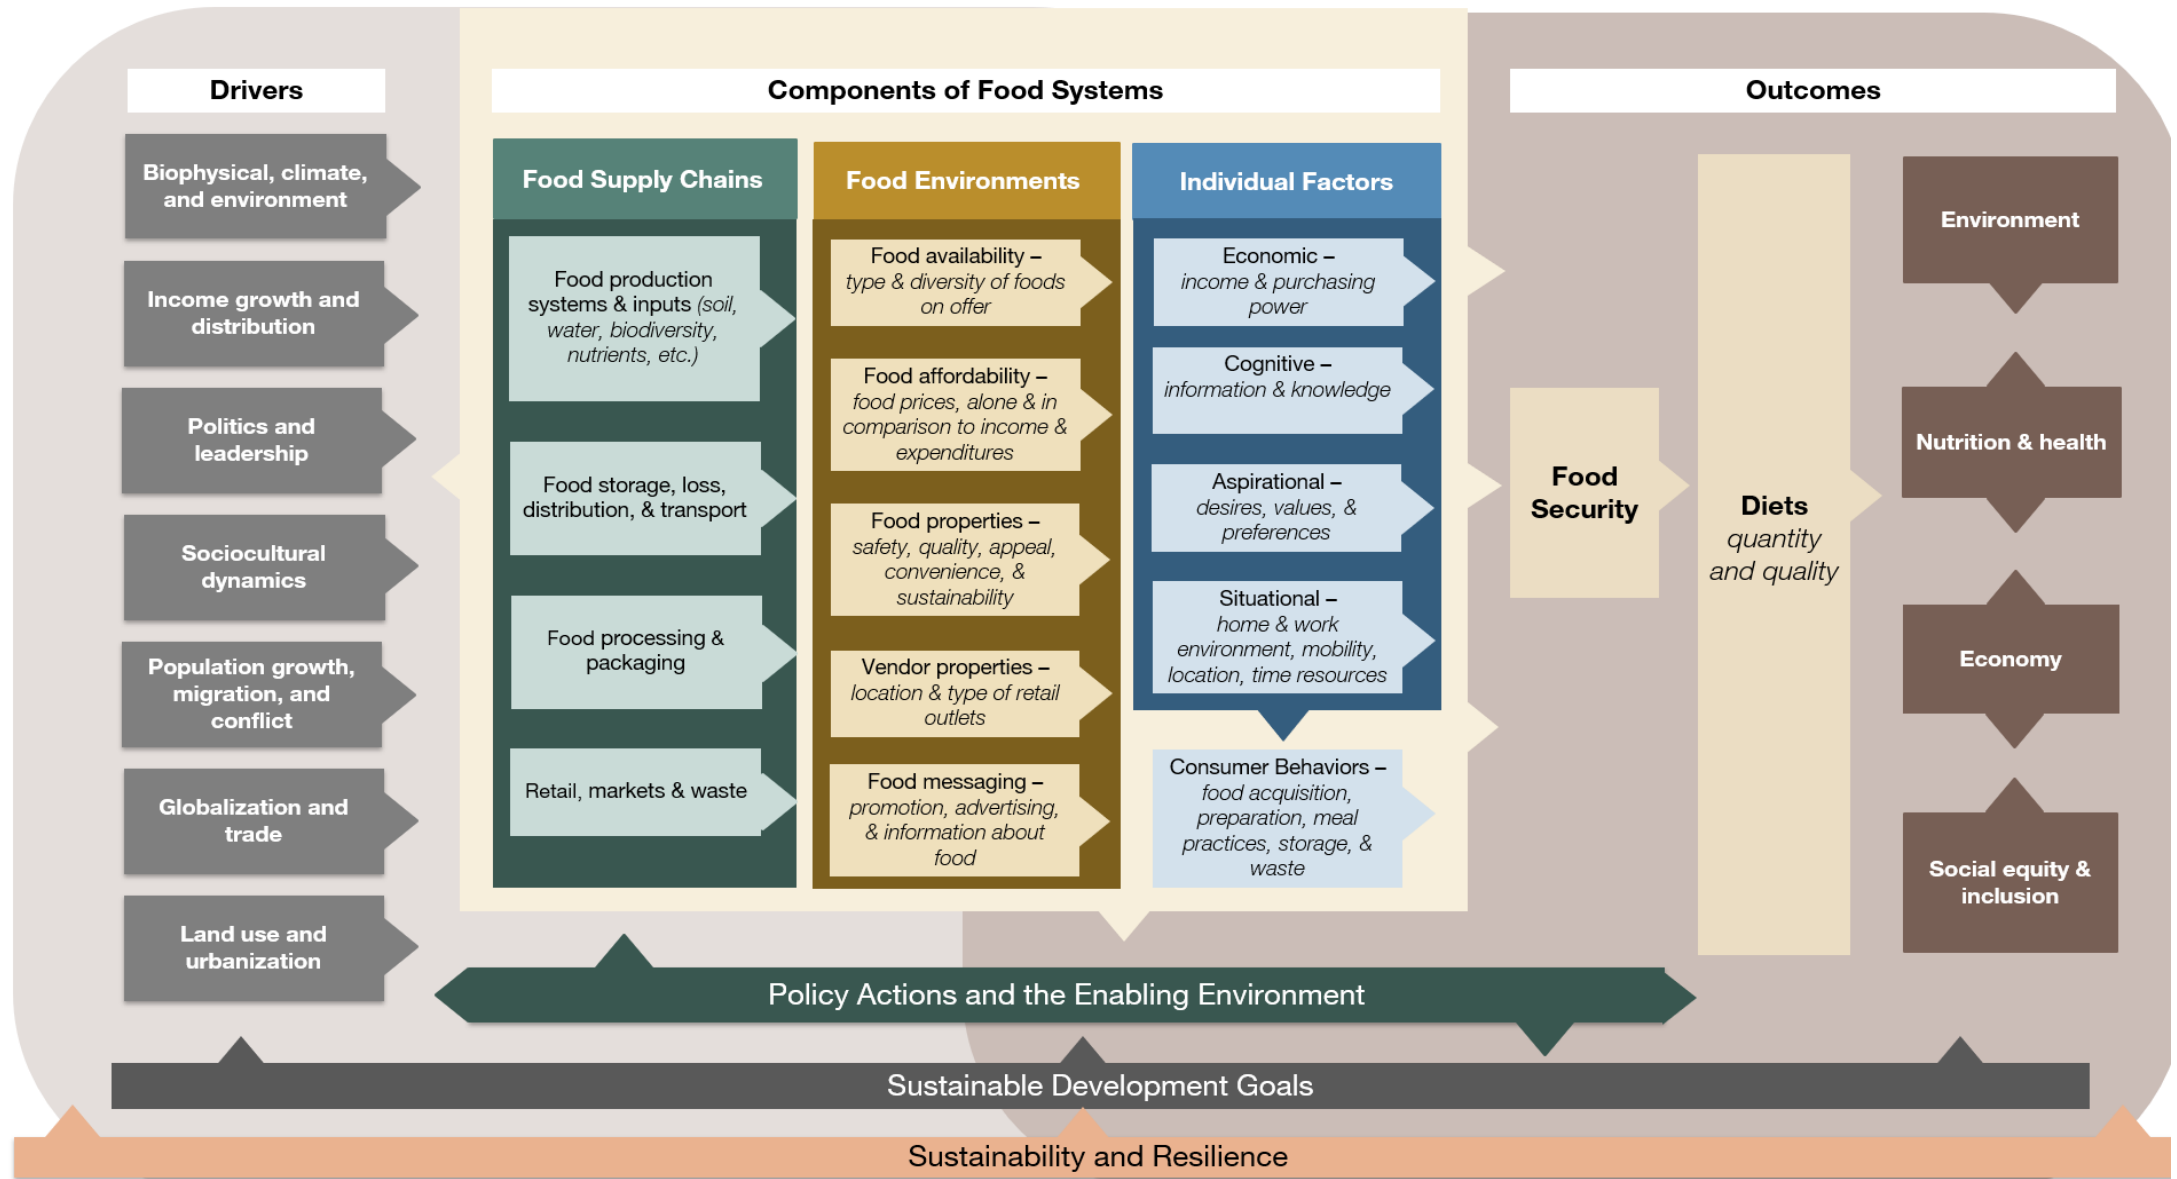 Drivers
Biophysical, climate,
and environment
Income growth and
distribution
Politics and
leadership
Sociocultural
dynamics
Population growth,
migration, and
conflict
Globalization and
trade
Land use and
urbanization
Components of Food Systems
Food Supply Chains
Food production
systems & inputs (soil,
water, biodiversity,
nutrients, etc.)
Food storage, loss,
distribution, & transport
Food processing &
packaging
Retail, markets & waste
Food Environments
Food availability –
type & diversity of foods
on offer
Food affordability –
food prices, alone & in
comparison to income &
expenditures
Food properties –
safety, quality, appeal,
convenience, &
sustainability
Vendor properties –
location & type of retail
outlets
Food messaging –
promotion, advertising,
& information about
food
Individual Factors
Economic –
income & purchasing
power
Cognitive –
information & knowledge
Aspirational –
desires, values, &
preferences
Situational –
home & work
environment, mobility,
location, time resources
Consumer Behaviors –
food acquisition,
preparation, meal
practices, storage, &
waste
Outcomes
Food
Security
Diets
quantity
and quality
Environment
Nutrition & health
Economy
Social equity &
inclusion
Policy Actions and the Enabling Environment
Sustainable Development Goals
Sustainability and Resilience